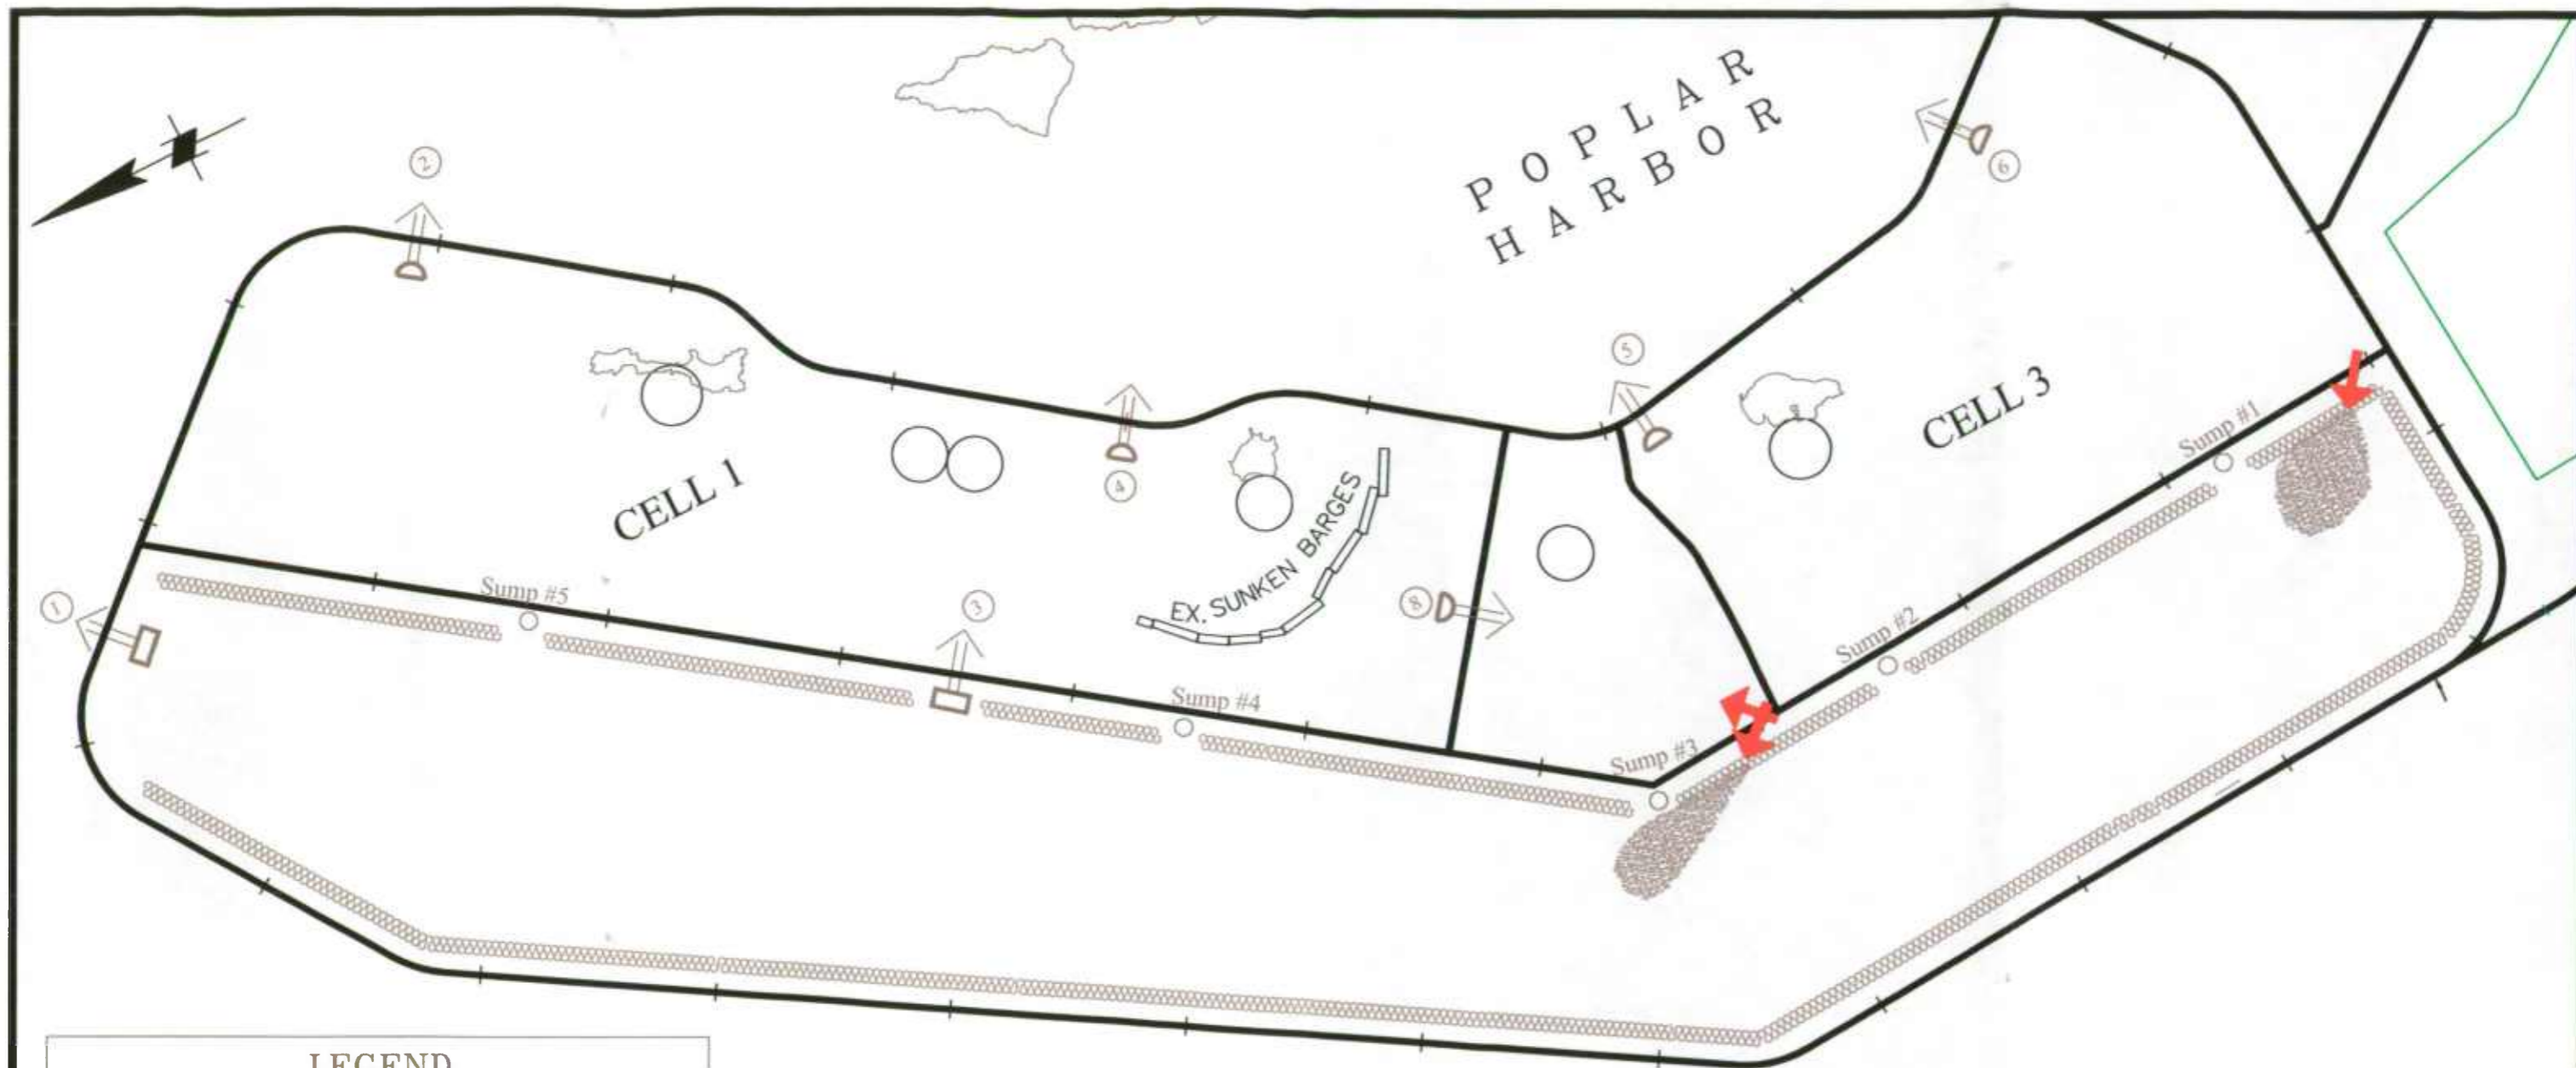 POPLAR
HARBOR
2
6
5
CELL 3
Sump #1
CELL 1
4
EX. SUNKEN BARGES
Sump #5
1
3
8
Sump #2
Sump #4
Sump #3
LEGEND